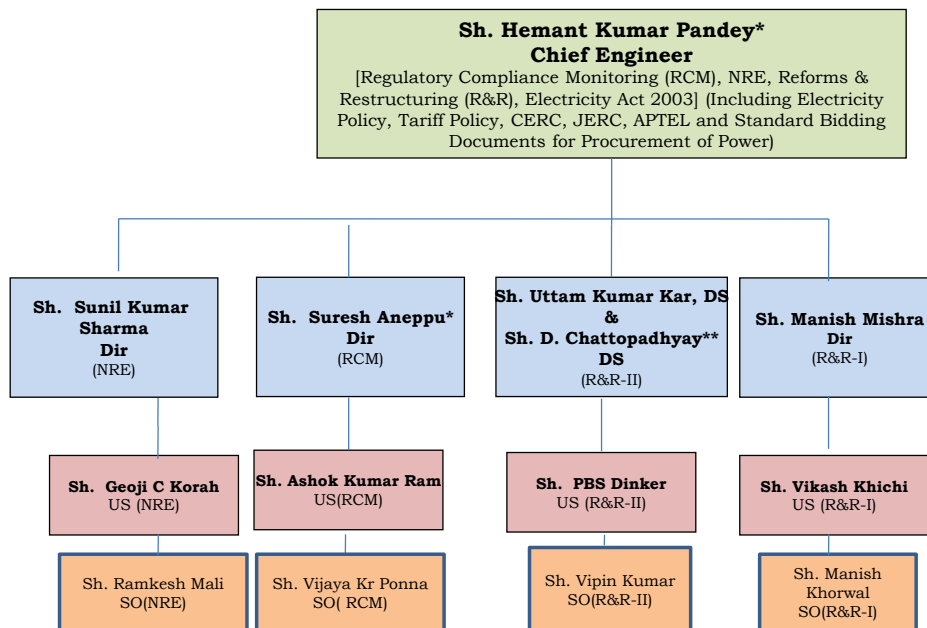 Sh. Hemant Kumar Pandey*
Chief Engineer
[Regulatory Compliance Monitoring (RCM), NRE, Reforms &
Restructuring (R&R), Electricity Act 2003] (Including Electricity
Policy, Tariff Policy, CERC, JERC, APTEL and Standard Bidding
Documents for Procurement of Power)
Sh. Sunil Kumar
Sharma
Dir
(NRE)
Sh. Suresh Aneppu*
Dir
(RCM)
Sh. Uttam Kumar Kar, DS
&
Sh. D. Chattopadhyay**
DS
(R&R-II)
Sh. Manish Mishra
Dir
(R&R-I)
Sh. Geoji C Korah
US (NRE)
Sh. Ashok Kumar Ram
US(RCM)
Sh. PBS Dinker
US (R&R-II)
Sh. Vikash Khichi
US (R&R-I)
Sh. Ramkesh Mali
SO(NRE)
Sh. Vijaya Kr Ponna
SO( RCM)
Sh. Vipin Kumar
SO(R&R-II)
Sh. Manish
Khorwal
SO(R&R-I)